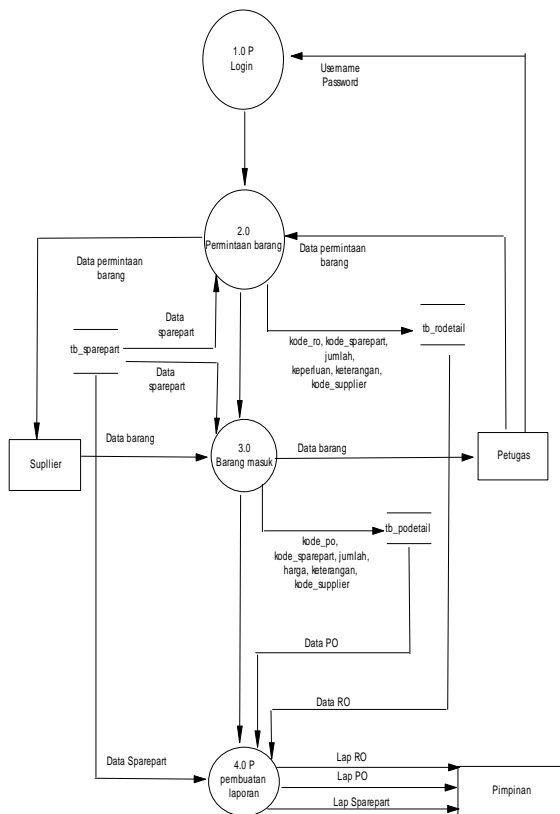 1.0 P
Login
Username
Password
2.0
Permintaan barang
Data permintaan
barang
Data permintaan
barang
Data
sparepart
tb_sparepart
Data
sparepart
tb_rodetail
kode_ro, kode_sparepart,
jumlah,
keperluan, keterangan,
kode_supplier
Supllier
Data barang
3.0
Barang masuk
Data barang
Petugas
tb_podetail
kode_po,
kode_sparepart, jumlah,
harga, keterangan,
kode_supplier
Data PO
Data RO
Data Sparepart
4.0 P
pembuatan
laporan
Lap RO
Lap PO
Lap Sparepart
Pimpinan